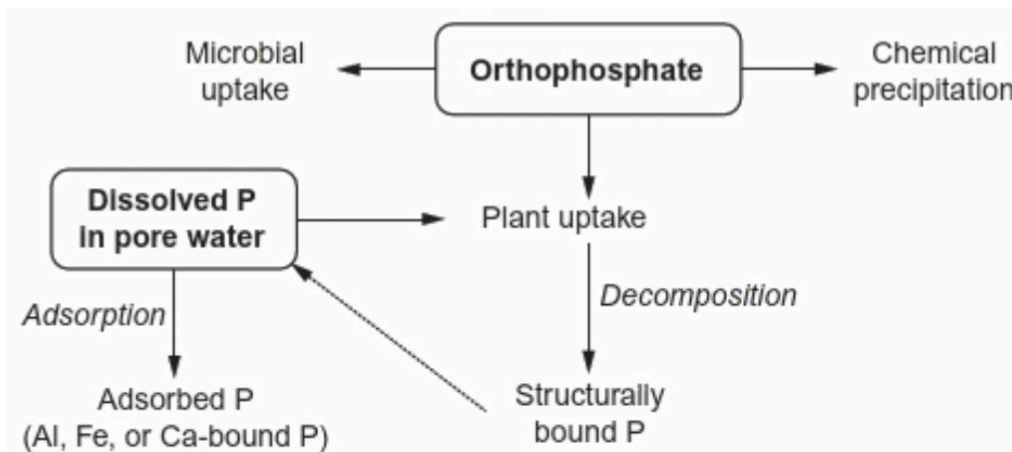 Microbial
uptake
Orthophosphate
Chemical
precipitation
Dissolved P
in pore water
Plant uptake
Adsorption
Decomposition
Adsorbed P
(Al, Fe, or Ca-bound P)
Structurally
bound P